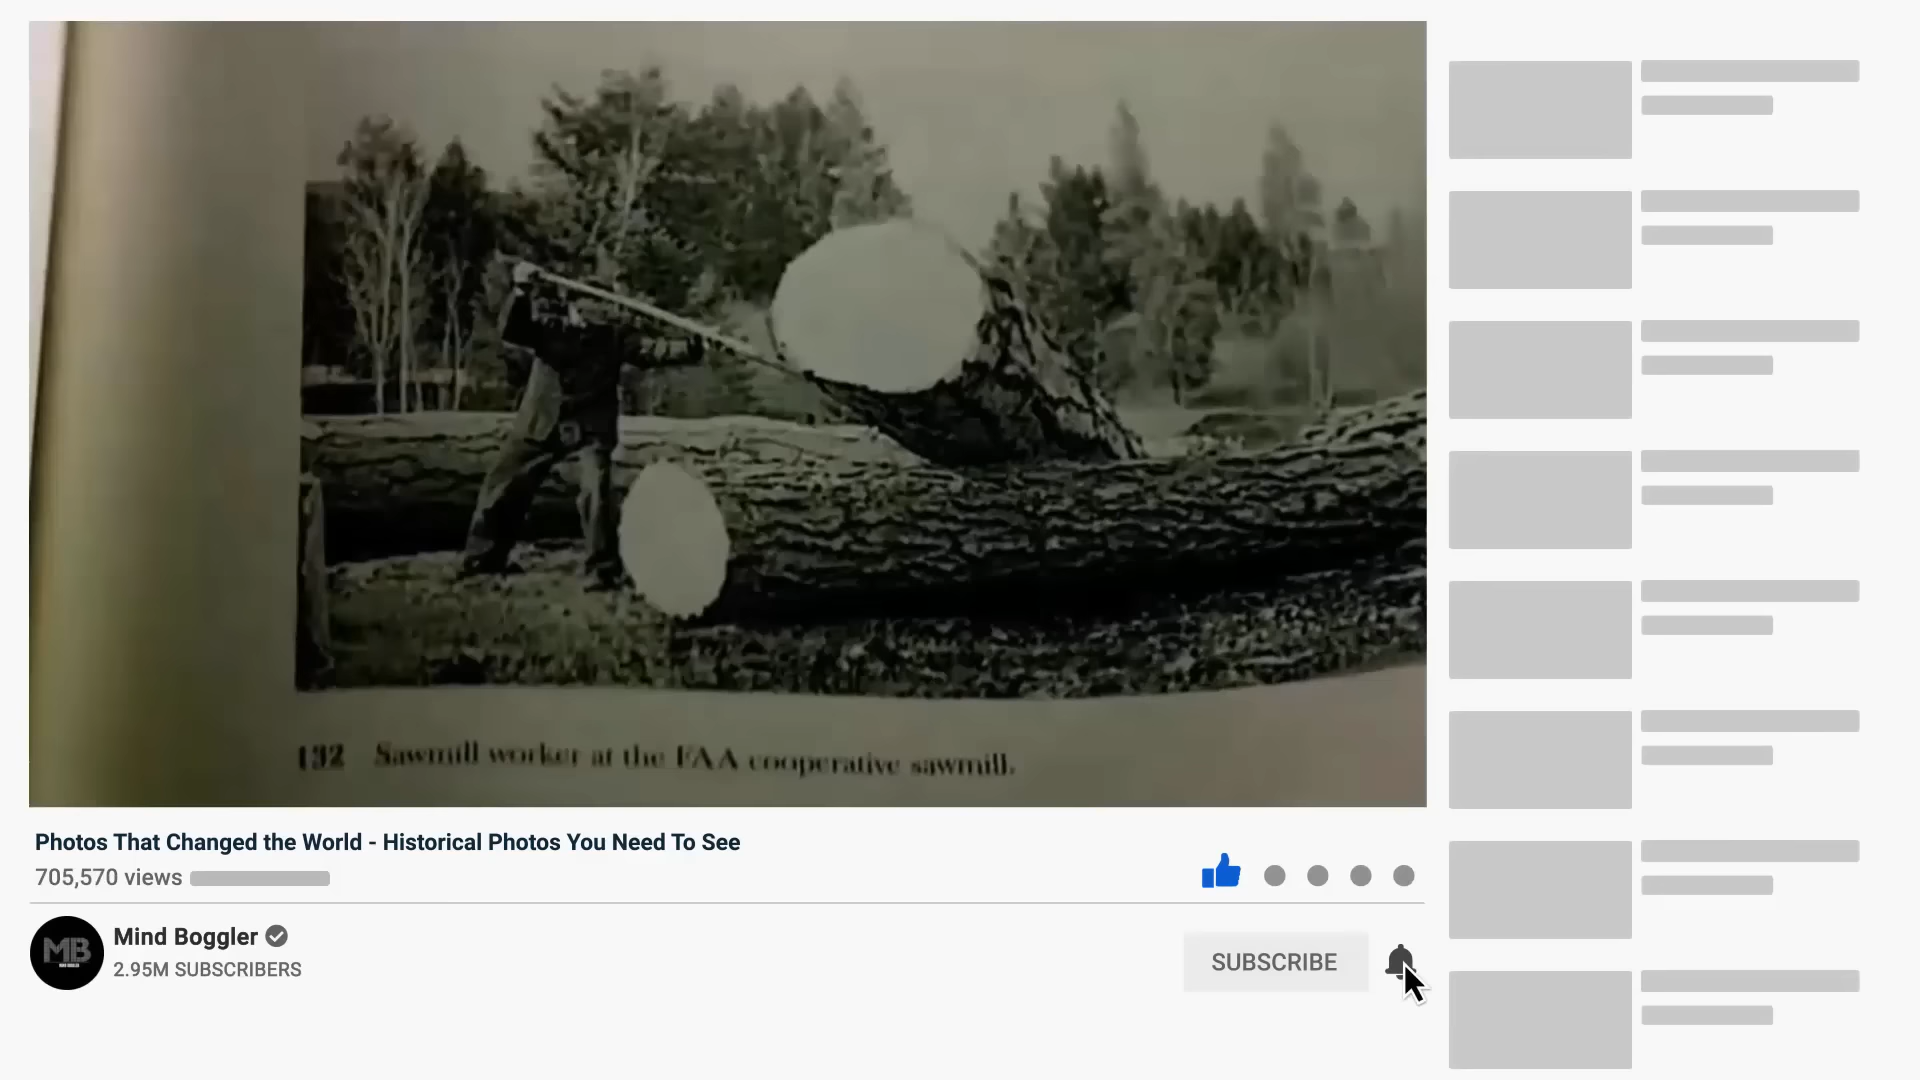 132 Sawmill worker at the FAA cooperative sawmill.
Photos That Changed the World - Historical Photos You Need To See
705,570 views
MB
Mind Boggler
2.95M SUBSCRIBERS
SUBSCRIBE